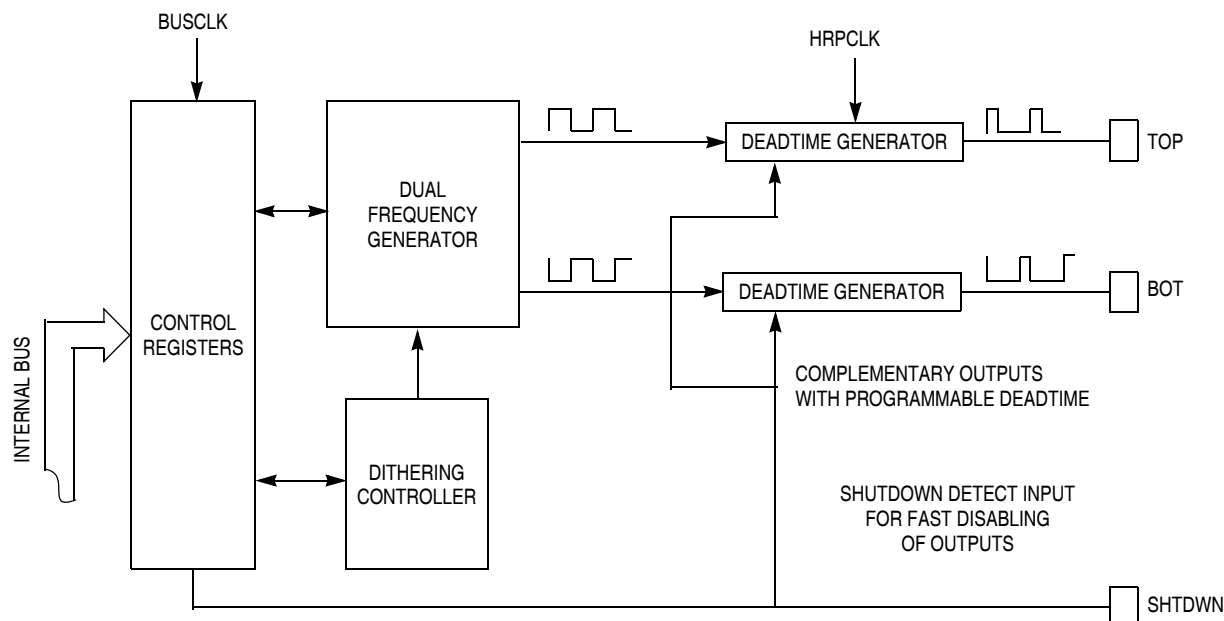 BUSCLK
HRPCLK
DEADTIME GENERATOR
TOP
DUAL
FREQUENCY
GENERATOR
DEADTIME GENERATOR
BOT
INTERNAL BUS
CONTROL
REGISTERS
COMPLEMENTARY OUTPUTS
WITH PROGRAMMABLE DEADTIME
DITHERING
CONTROLLER
SHUTDOWN DETECT INPUT
FOR FAST DISABLING
OF OUTPUTS
SHTDWN